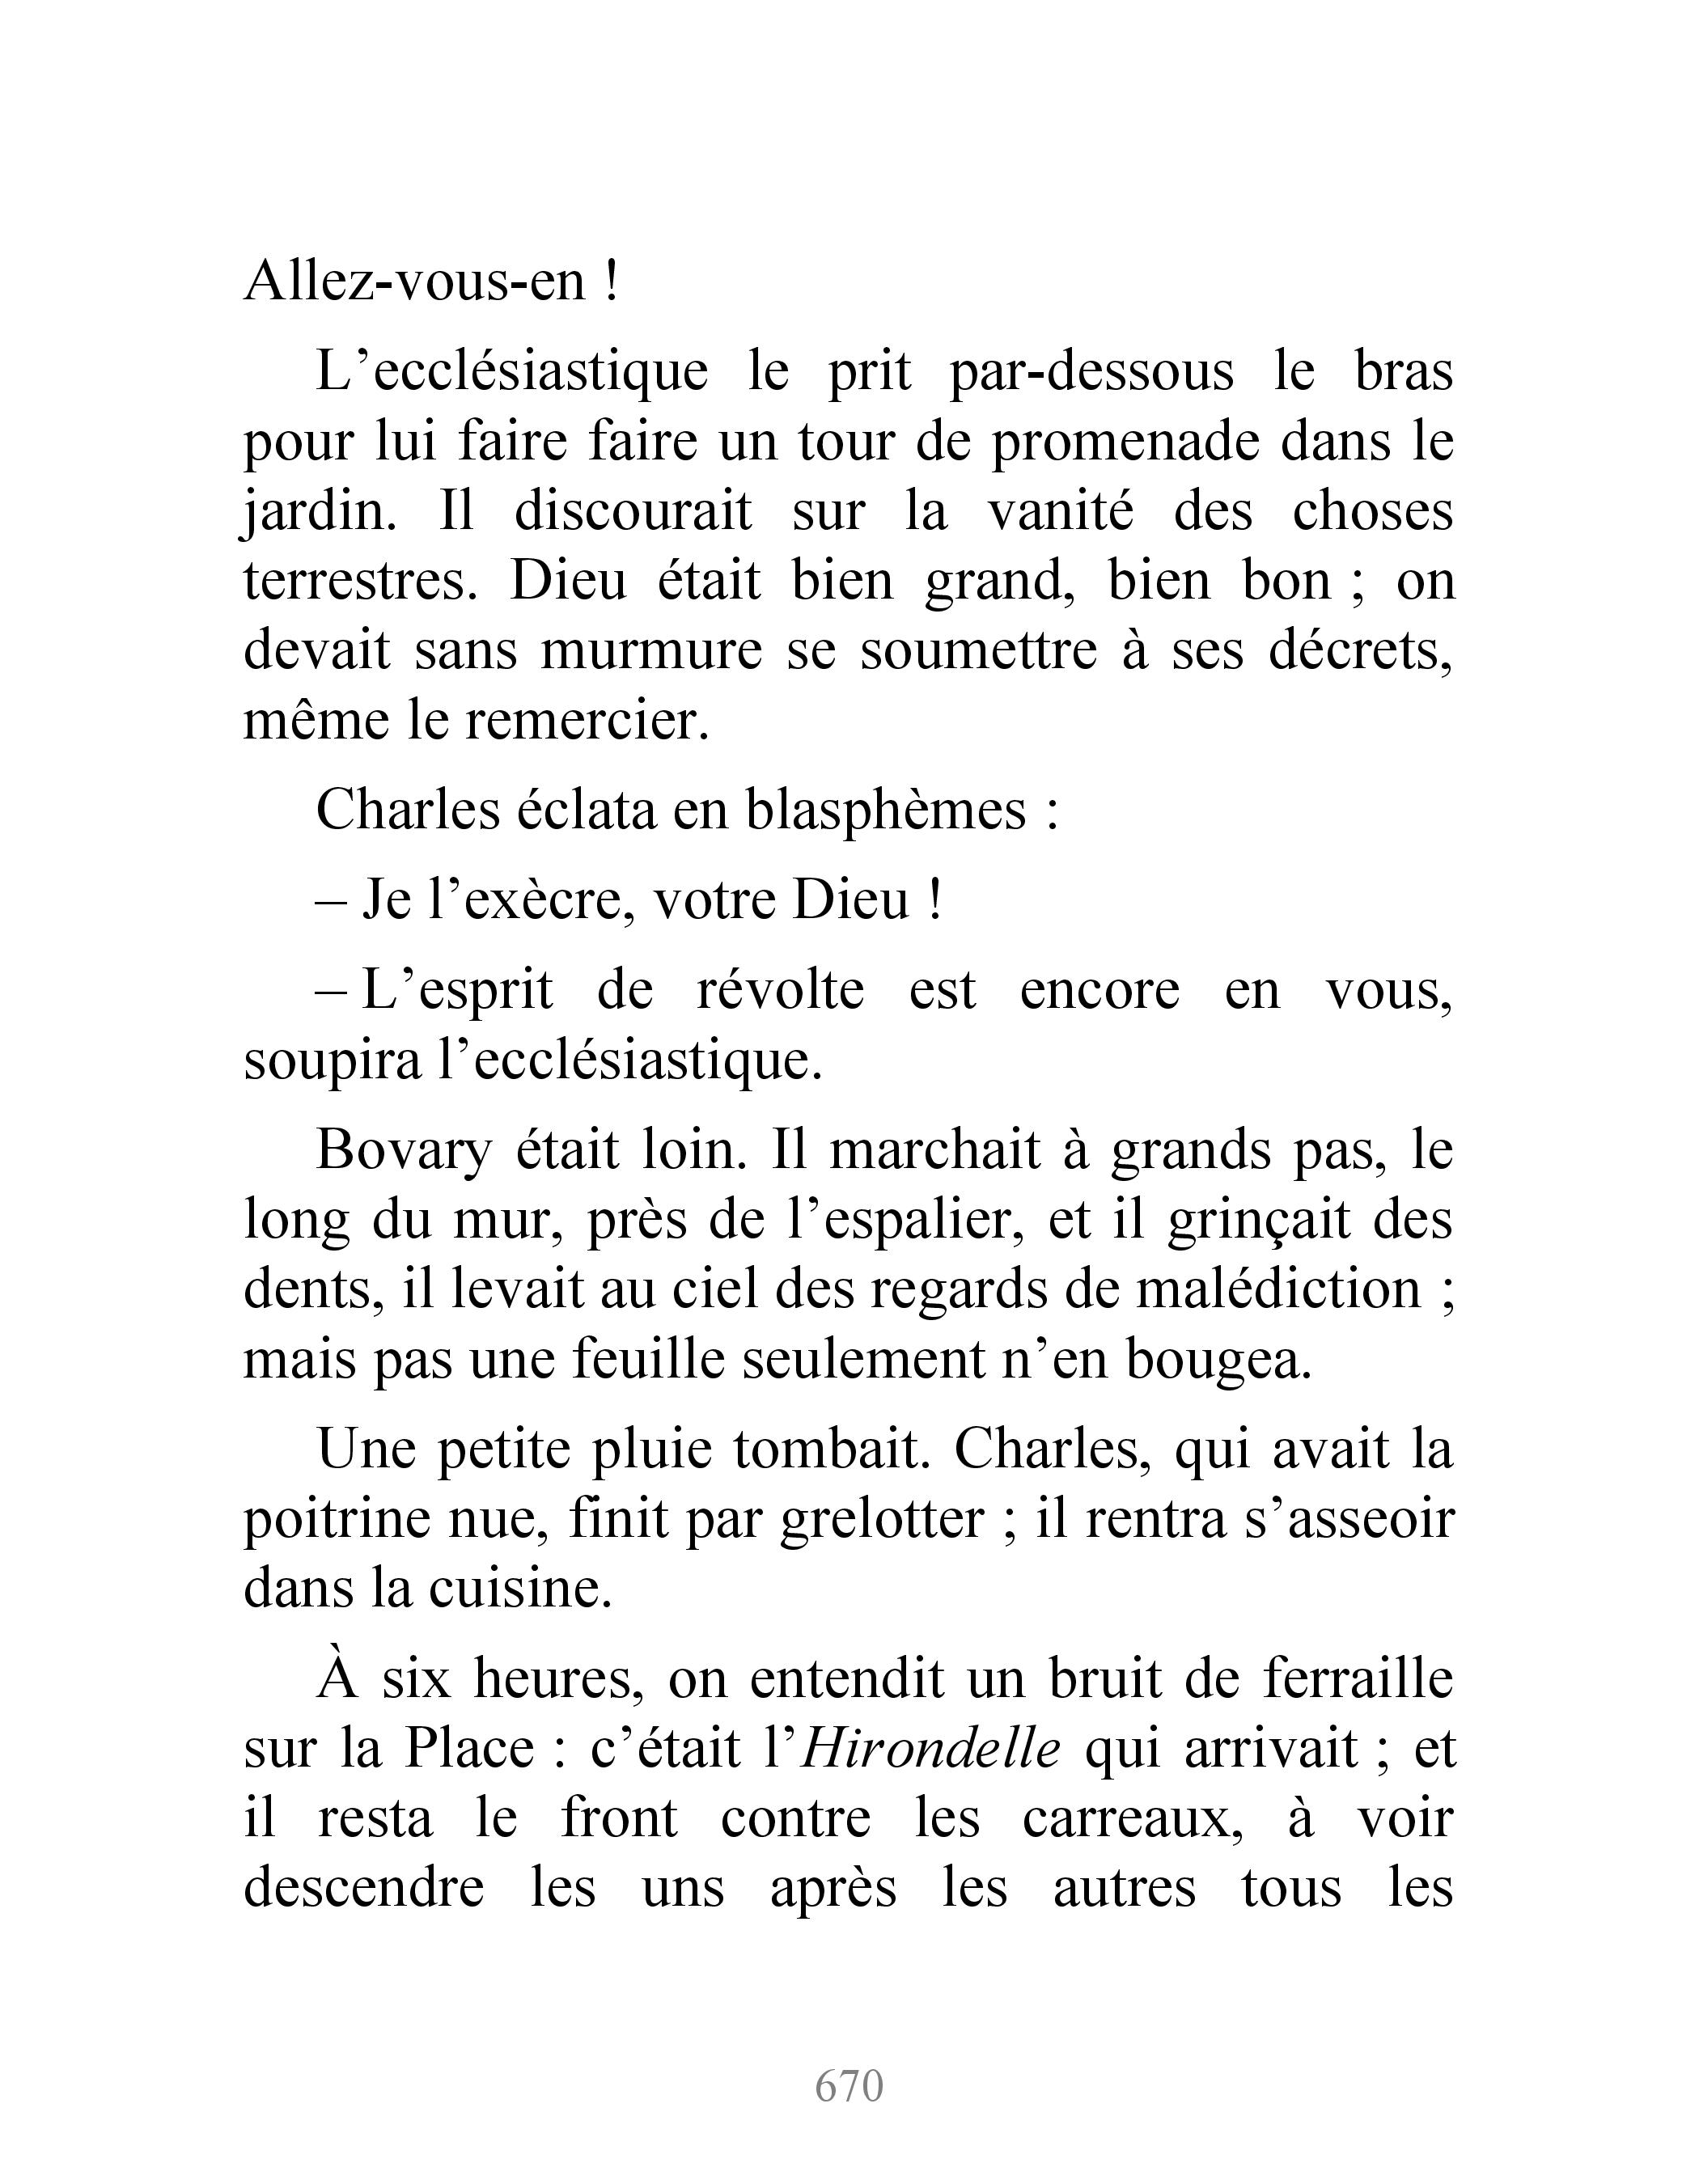 Allez-vous-en !
L’ecclésiastique le prit par-dessous le bras
pour lui faire faire un tour de promenade dans le
jardin. Il discourait sur la vanité des choses
terrestres. Dieu était bien grand, bien bon ; on
devait sans murmure se soumettre à ses décrets,
même le remercier.
Charles éclata en blasphèmes :
– Je l’exècre, votre Dieu !
– L’esprit de révolte est encore en vous,
soupira l’ecclésiastique.
Bovary était loin. Il marchait à grands pas, le
long du mur, près de l’espalier, et il grinçait des
dents, il levait au ciel des regards de malédiction ;
mais pas une feuille seulement n’en bougea.
Une petite pluie tombait. Charles, qui avait la
poitrine nue, finit par grelotter ; il rentra s’asseoir
dans la cuisine.
À six heures, on entendit un bruit de ferraille
sur la Place : c’était l’Hirondelle qui arrivait ; et
il resta le front contre les carreaux, à voir
descendre les uns après les autres tous les
670